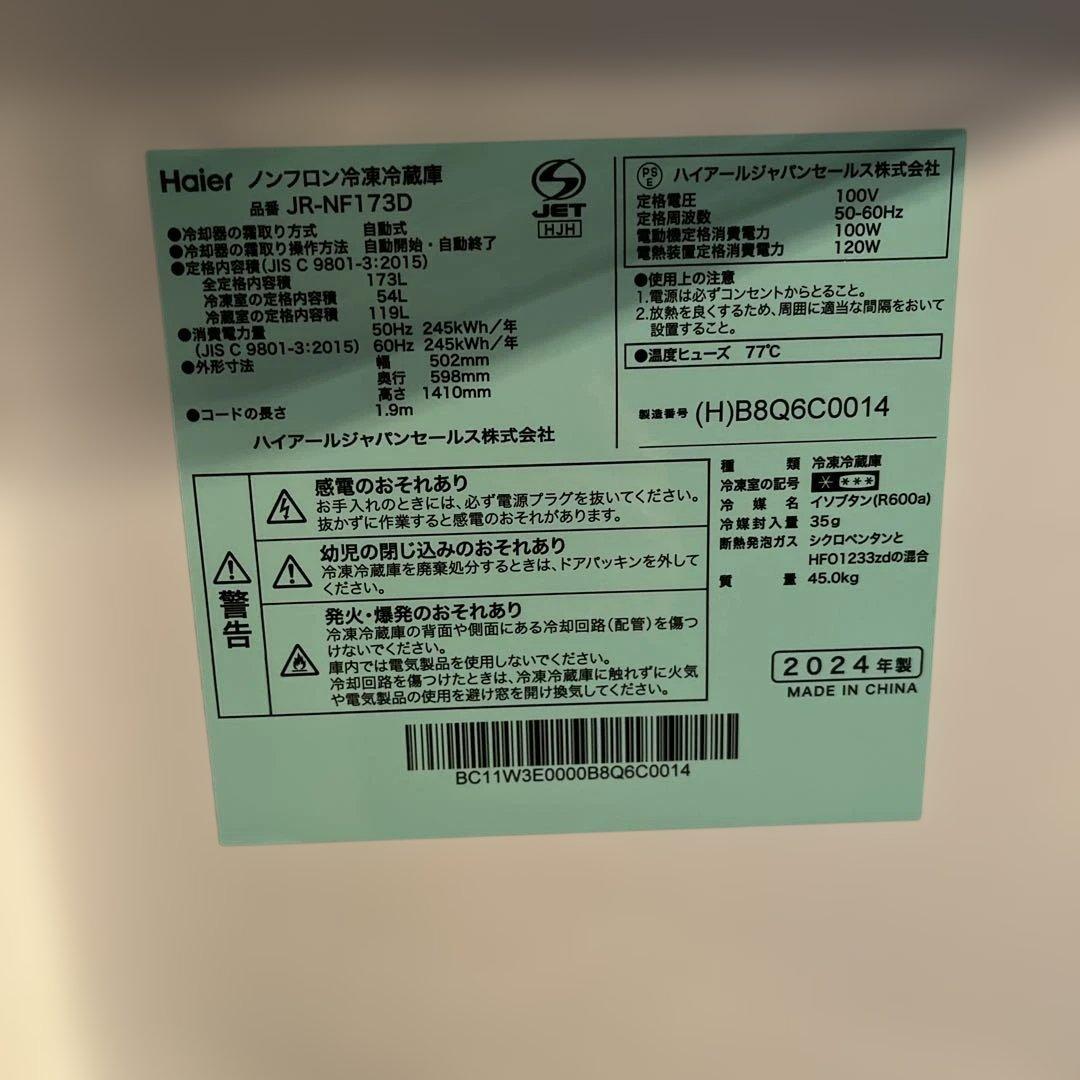 Haier ノンフロン冷凍冷蔵庫
品番 JR-NF173D
●冷却器の霜取り方式 自動式
●冷却器の霜取り操作方法 自動開始・自動終了
●定格内容積(JIS C 9801-3:2015)
全定格内容積 173L
冷凍室の定格内容積 54L
冷蔵室の定格内容積 119L
●消費電力量 50Hz 245kWh/年
(JIS C 9801-3:2015) 60Hz 245kWh/年
●外形寸法 幅 502mm
奥行 598mm
高さ 1410mm
●コードの長さ 1.9m
ハイアールジャパンセールス株式会社
JET
HJH
PSE ハイアールジャパンセールス株式会社
定格電圧 100V
定格周波数 50-60Hz
電動機定格消費電力 100W
電熱装置定格消費電力 120W
●使用上の注意
1.電源は必ずコンセントからとること。
2.放熱を良くするため、周囲に適当な間隔をおいて
設置すること。
●温度ヒューズ 77℃
製造番号 (H)B8Q6C0014
警告
感電のおそれあり
お手入れのときには、必ず電源プラグを抜いてください。
抜かずに作業すると感電のおそれがあります。
幼児の閉じ込みのおそれあり
冷凍冷蔵庫を廃棄処分するときは、ドアパッキンを外して
ください。
発火・爆発のおそれあり
冷凍冷蔵庫の背面や側面にある冷却回路(配管)を傷つ
けないでください。
庫内では電気製品を使用しないでください。
冷却回路を傷つけたときは、冷凍冷蔵庫に触れずに火気
や電気製品の使用を避け窓を開け換気してください。
種類 冷凍冷蔵庫
冷凍室の記号 * ***
冷媒名 イソブタン(R600a)
冷媒封入量 35g
断熱発泡ガス シクロペンタンと
HFO1233zdの混合
質量 45.0kg
2024年製
MADE IN CHINA
BC11W3E0000B8Q6C0014